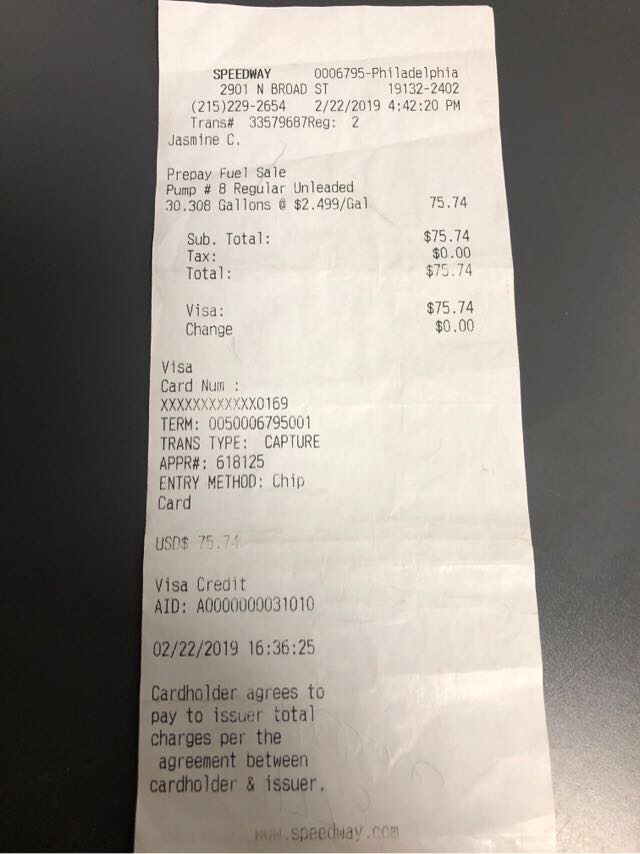 SPEEDWAY 0006795-Philadelphia
2901 N BROAD ST 19132-2402
(215)229-2654 2/22/2019 4:42:20 PM
Trans# 33579687Reg: 2
Jasmine C.
Prepay Fuel Sale
Pump # 8 Regular Unleaded
30.308 Gallons @ $2.499/Gal 75.74
Sub. Total: $75.74
Tax: $0.00
Total: $75.74
Visa: $75.74
Change $0.00
Visa
Card Num :
XXXXXXXXXXXX0169
TERM: 0050006795001
TRANS TYPE: CAPTURE
APPR#: 618125
ENTRY METHOD: Chip
Card
USD$ 75.74
Visa Credit
AID: A0000000031010
02/22/2019 16:36:25
Cardholder agrees to
pay to issuer total
charges per the
agreement between
cardholder & issuer.
www.speedway.com